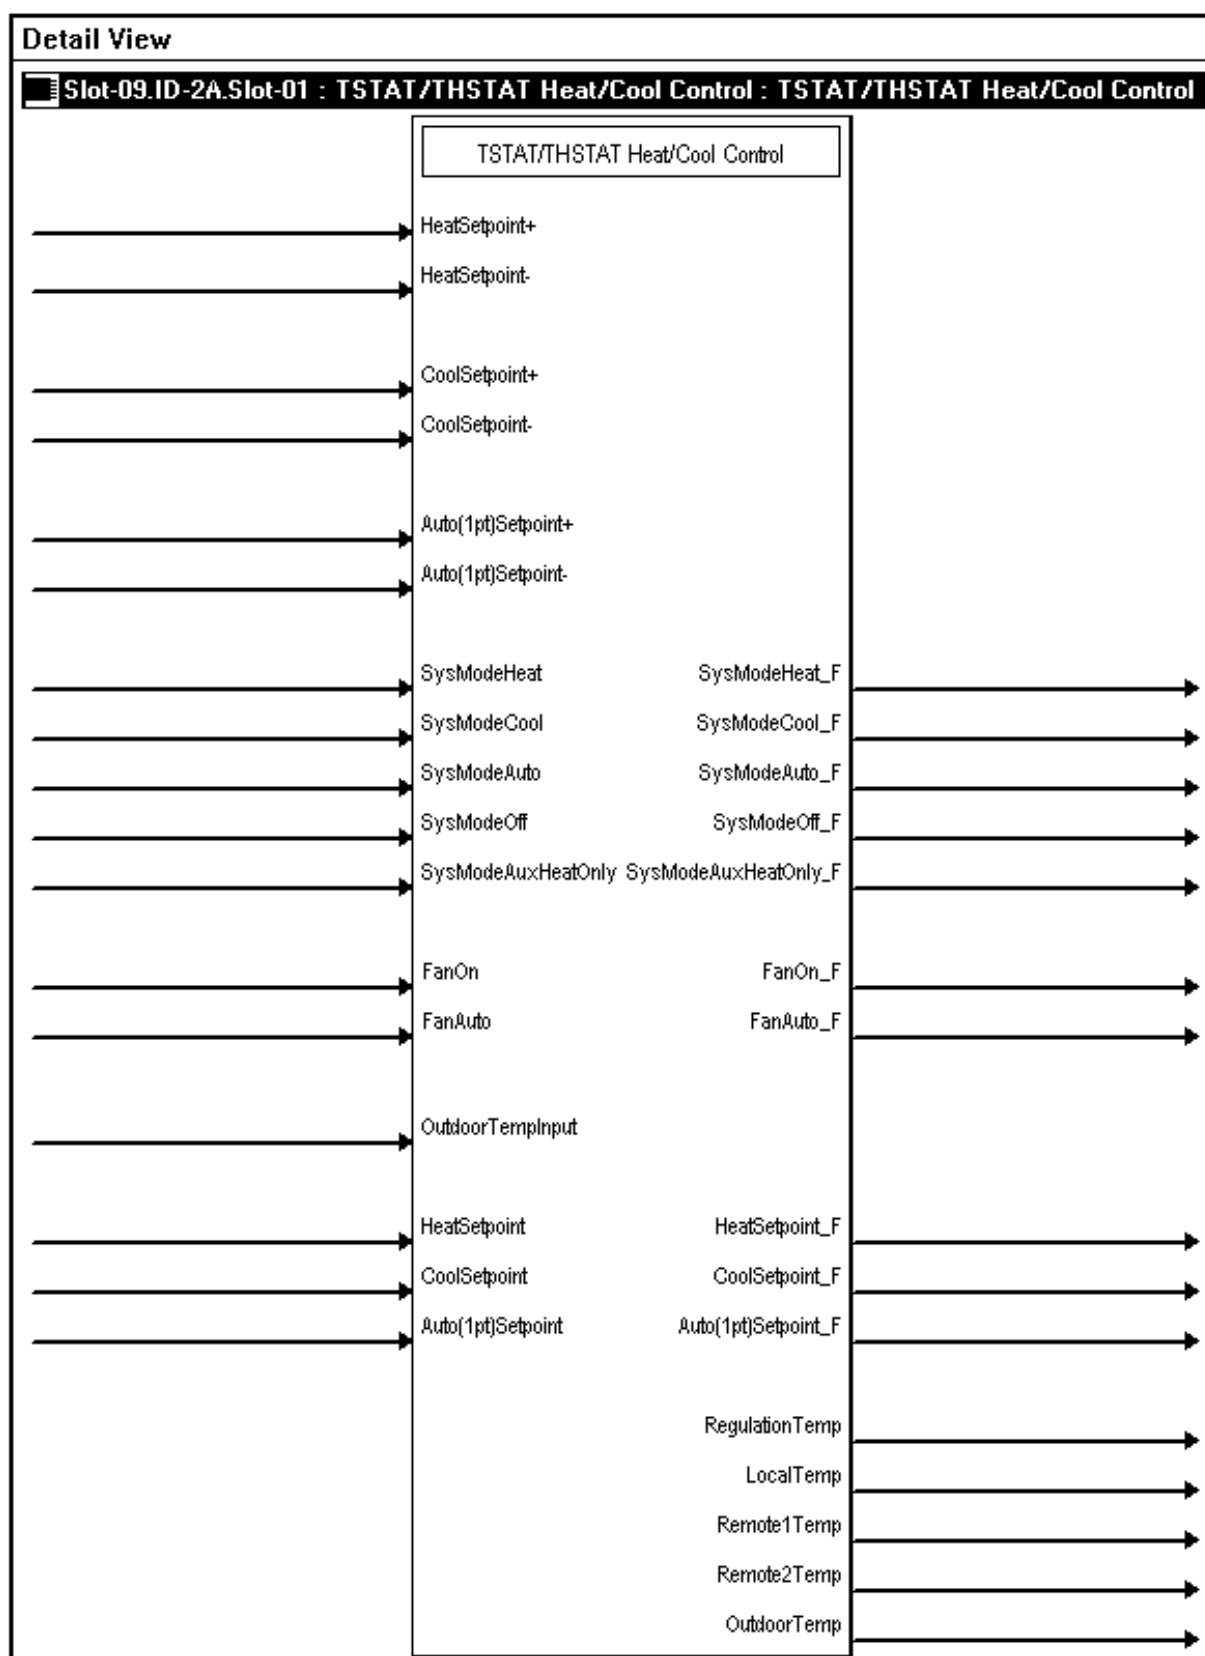 Detail View
Slot-09.ID-2A.Slot-01 : TSTAT/THSTAT Heat/Cool Control : TSTAT/THSTAT Heat/Cool Control
TSTAT/THSTAT Heat/Cool Control
HeatSetpoint+
HeatSetpoint-
CoolSetpoint+
CoolSetpoint-
Auto(1pt)Setpoint+
Auto(1pt)Setpoint-
SysModeHeat SysModeHeat_F
SysModeCool SysModeCool_F
SysModeAuto SysModeAuto_F
SysModeOff SysModeOff_F
SysModeAuxHeatOnly SysModeAuxHeatOnly_F
FanOn FanOn_F
FanAuto FanAuto_F
OutdoorTempInput
HeatSetpoint HeatSetpoint_F
CoolSetpoint CoolSetpoint_F
Auto(1pt)Setpoint Auto(1pt)Setpoint_F
RegulationTemp
LocalTemp
Remote1Temp
Remote2Temp
OutdoorTemp